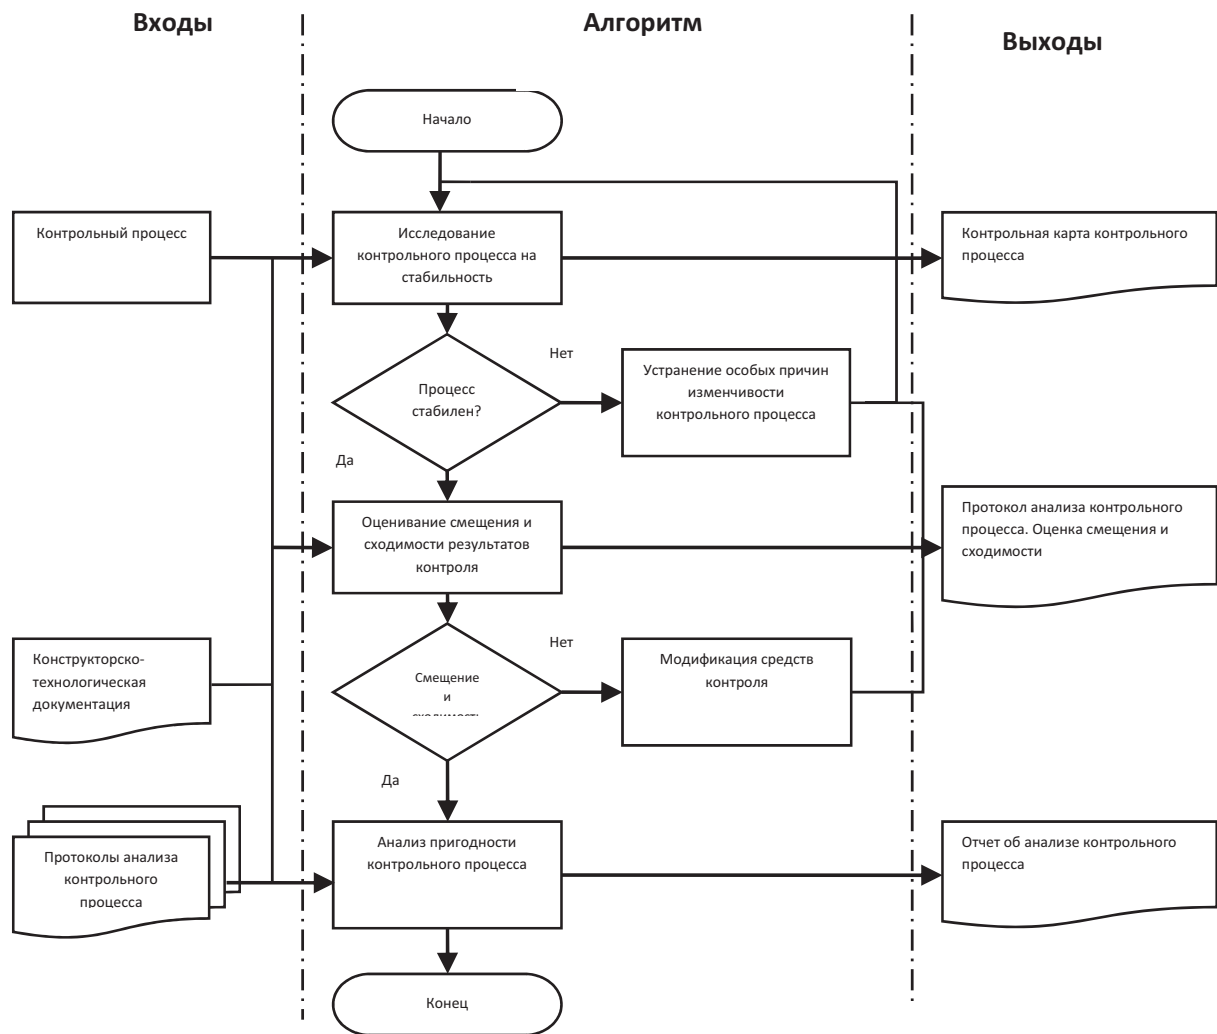 Входы
Алгоритм
Выходы
Начало
Контрольный процесс
Исследование
контрольного процесса на
стабильность
Контрольная карта контрольного
процесса
Процесс
стабилен?
Нет
Устранение особых причин
изменчивости
контрольного процесса
Да
Оценивание смещения и
сходимости результатов
контроля
Протокол анализа контрольного
процесса. Оценка смещения и
сходимости
Конструкторско-
технологическая
документация
Смещение
и
Нет
Модификация средств
контроля
Да
Протоколы анализа
контрольного
процесса
Анализ пригодности
контрольного процесса
Отчет об анализе контрольного
процесса
Конец